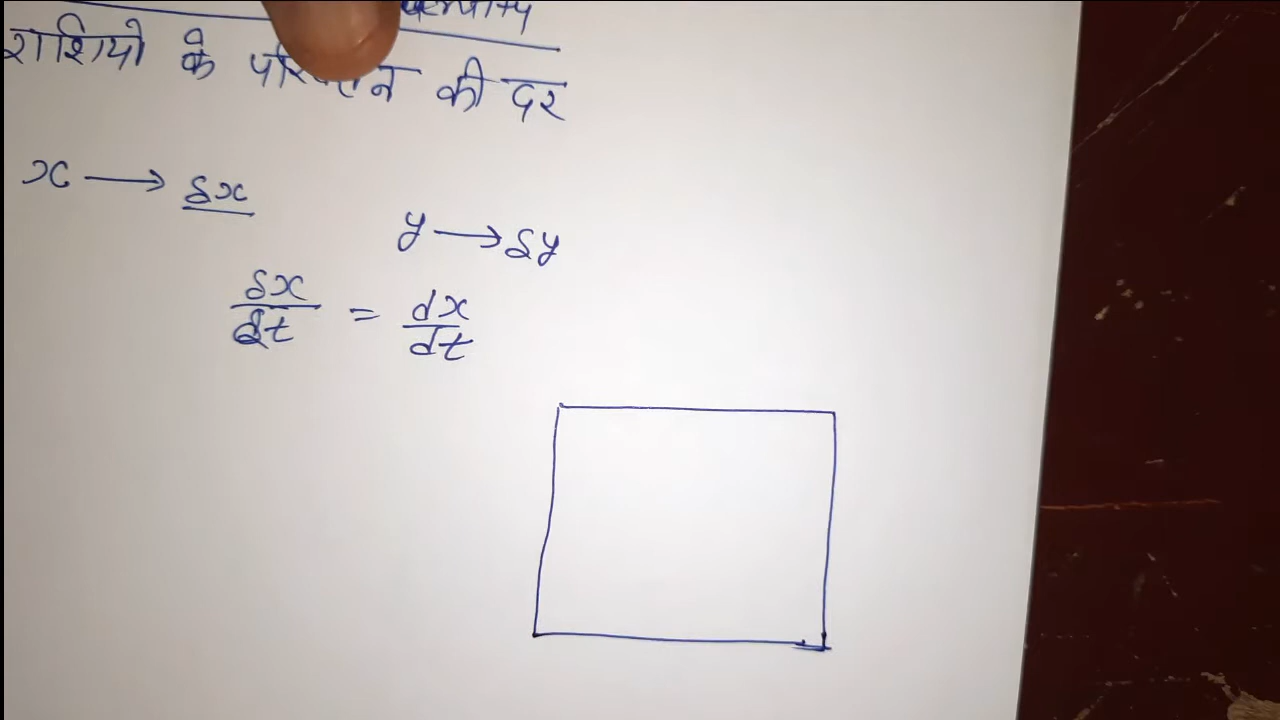 राशियो के की दर
x → δx
y → δy
δx/δt = dx/dt